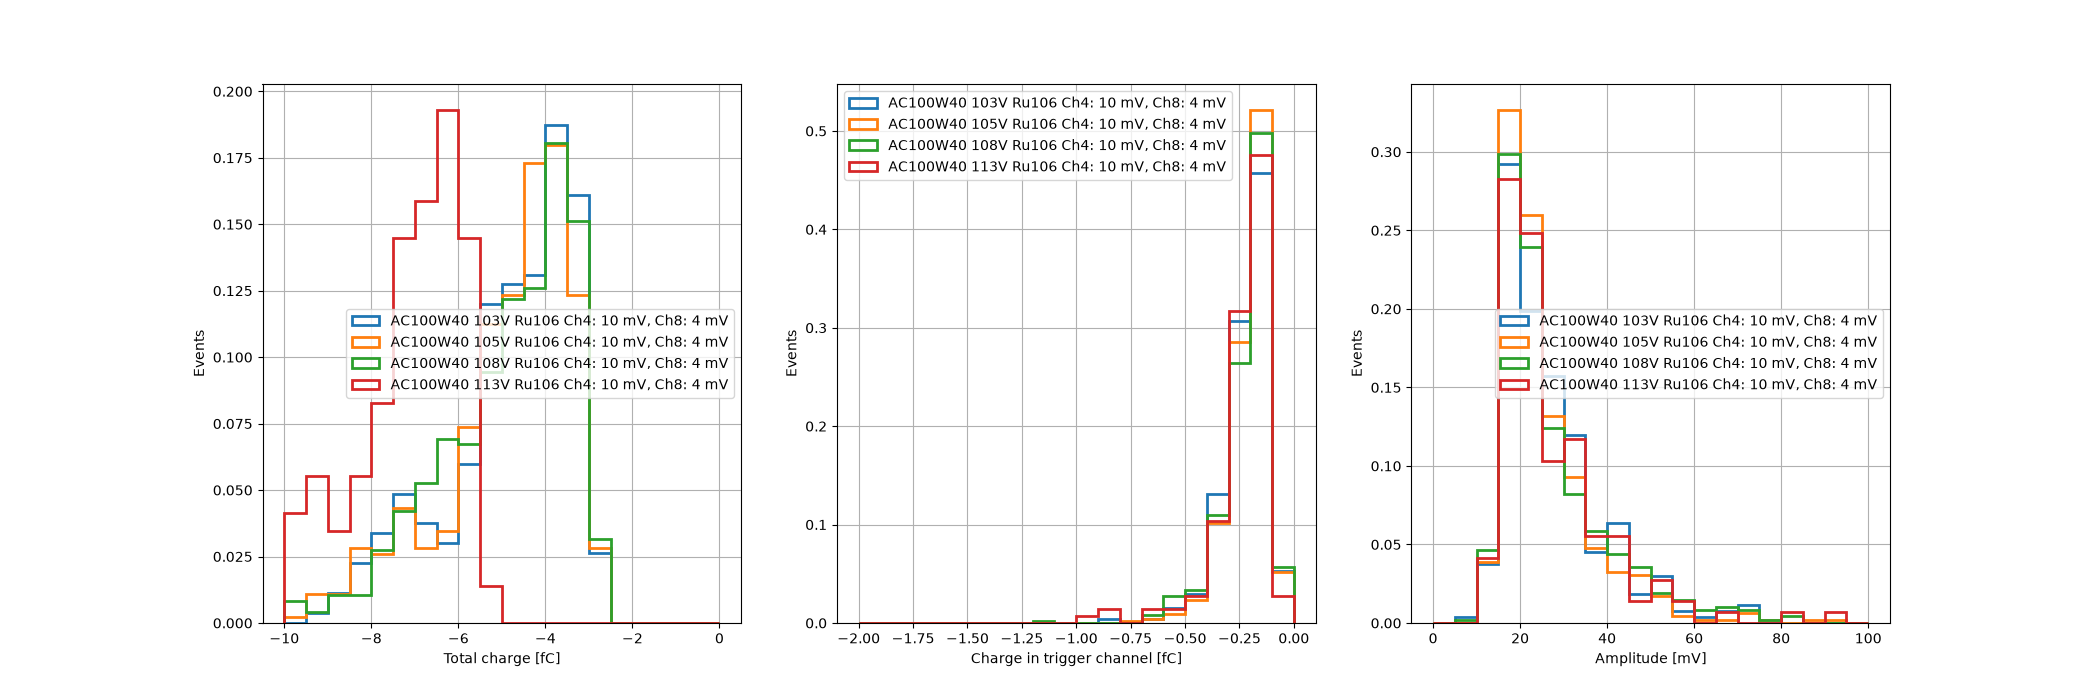 0.200
0.175
0.150
0.125
0.100
0.075
0.050
0.025
0.000
Events
AC100W40 103V Ru106 Ch4: 10 mV, Ch8: 4 mV
AC100W40 105V Ru106 Ch4: 10 mV, Ch8: 4 mV
AC100W40 108V Ru106 Ch4: 10 mV, Ch8: 4 mV
AC100W40 113V Ru106 Ch4: 10 mV, Ch8: 4 mV
−10 −8 −6 −4 −2 0
Total charge [fC]
0.5
0.4
0.3
0.2
0.1
0.0
Events
AC100W40 103V Ru106 Ch4: 10 mV, Ch8: 4 mV
AC100W40 105V Ru106 Ch4: 10 mV, Ch8: 4 mV
AC100W40 108V Ru106 Ch4: 10 mV, Ch8: 4 mV
AC100W40 113V Ru106 Ch4: 10 mV, Ch8: 4 mV
−2.00 −1.75 −1.50 −1.25 −1.00 −0.75 −0.50 −0.25 0.00
Charge in trigger channel [fC]
0.30
0.25
0.20
0.15
0.10
0.05
0.00
Events
AC100W40 103V Ru106 Ch4: 10 mV, Ch8: 4 mV
AC100W40 105V Ru106 Ch4: 10 mV, Ch8: 4 mV
AC100W40 108V Ru106 Ch4: 10 mV, Ch8: 4 mV
AC100W40 113V Ru106 Ch4: 10 mV, Ch8: 4 mV
0 20 40 60 80 100
Amplitude [mV]